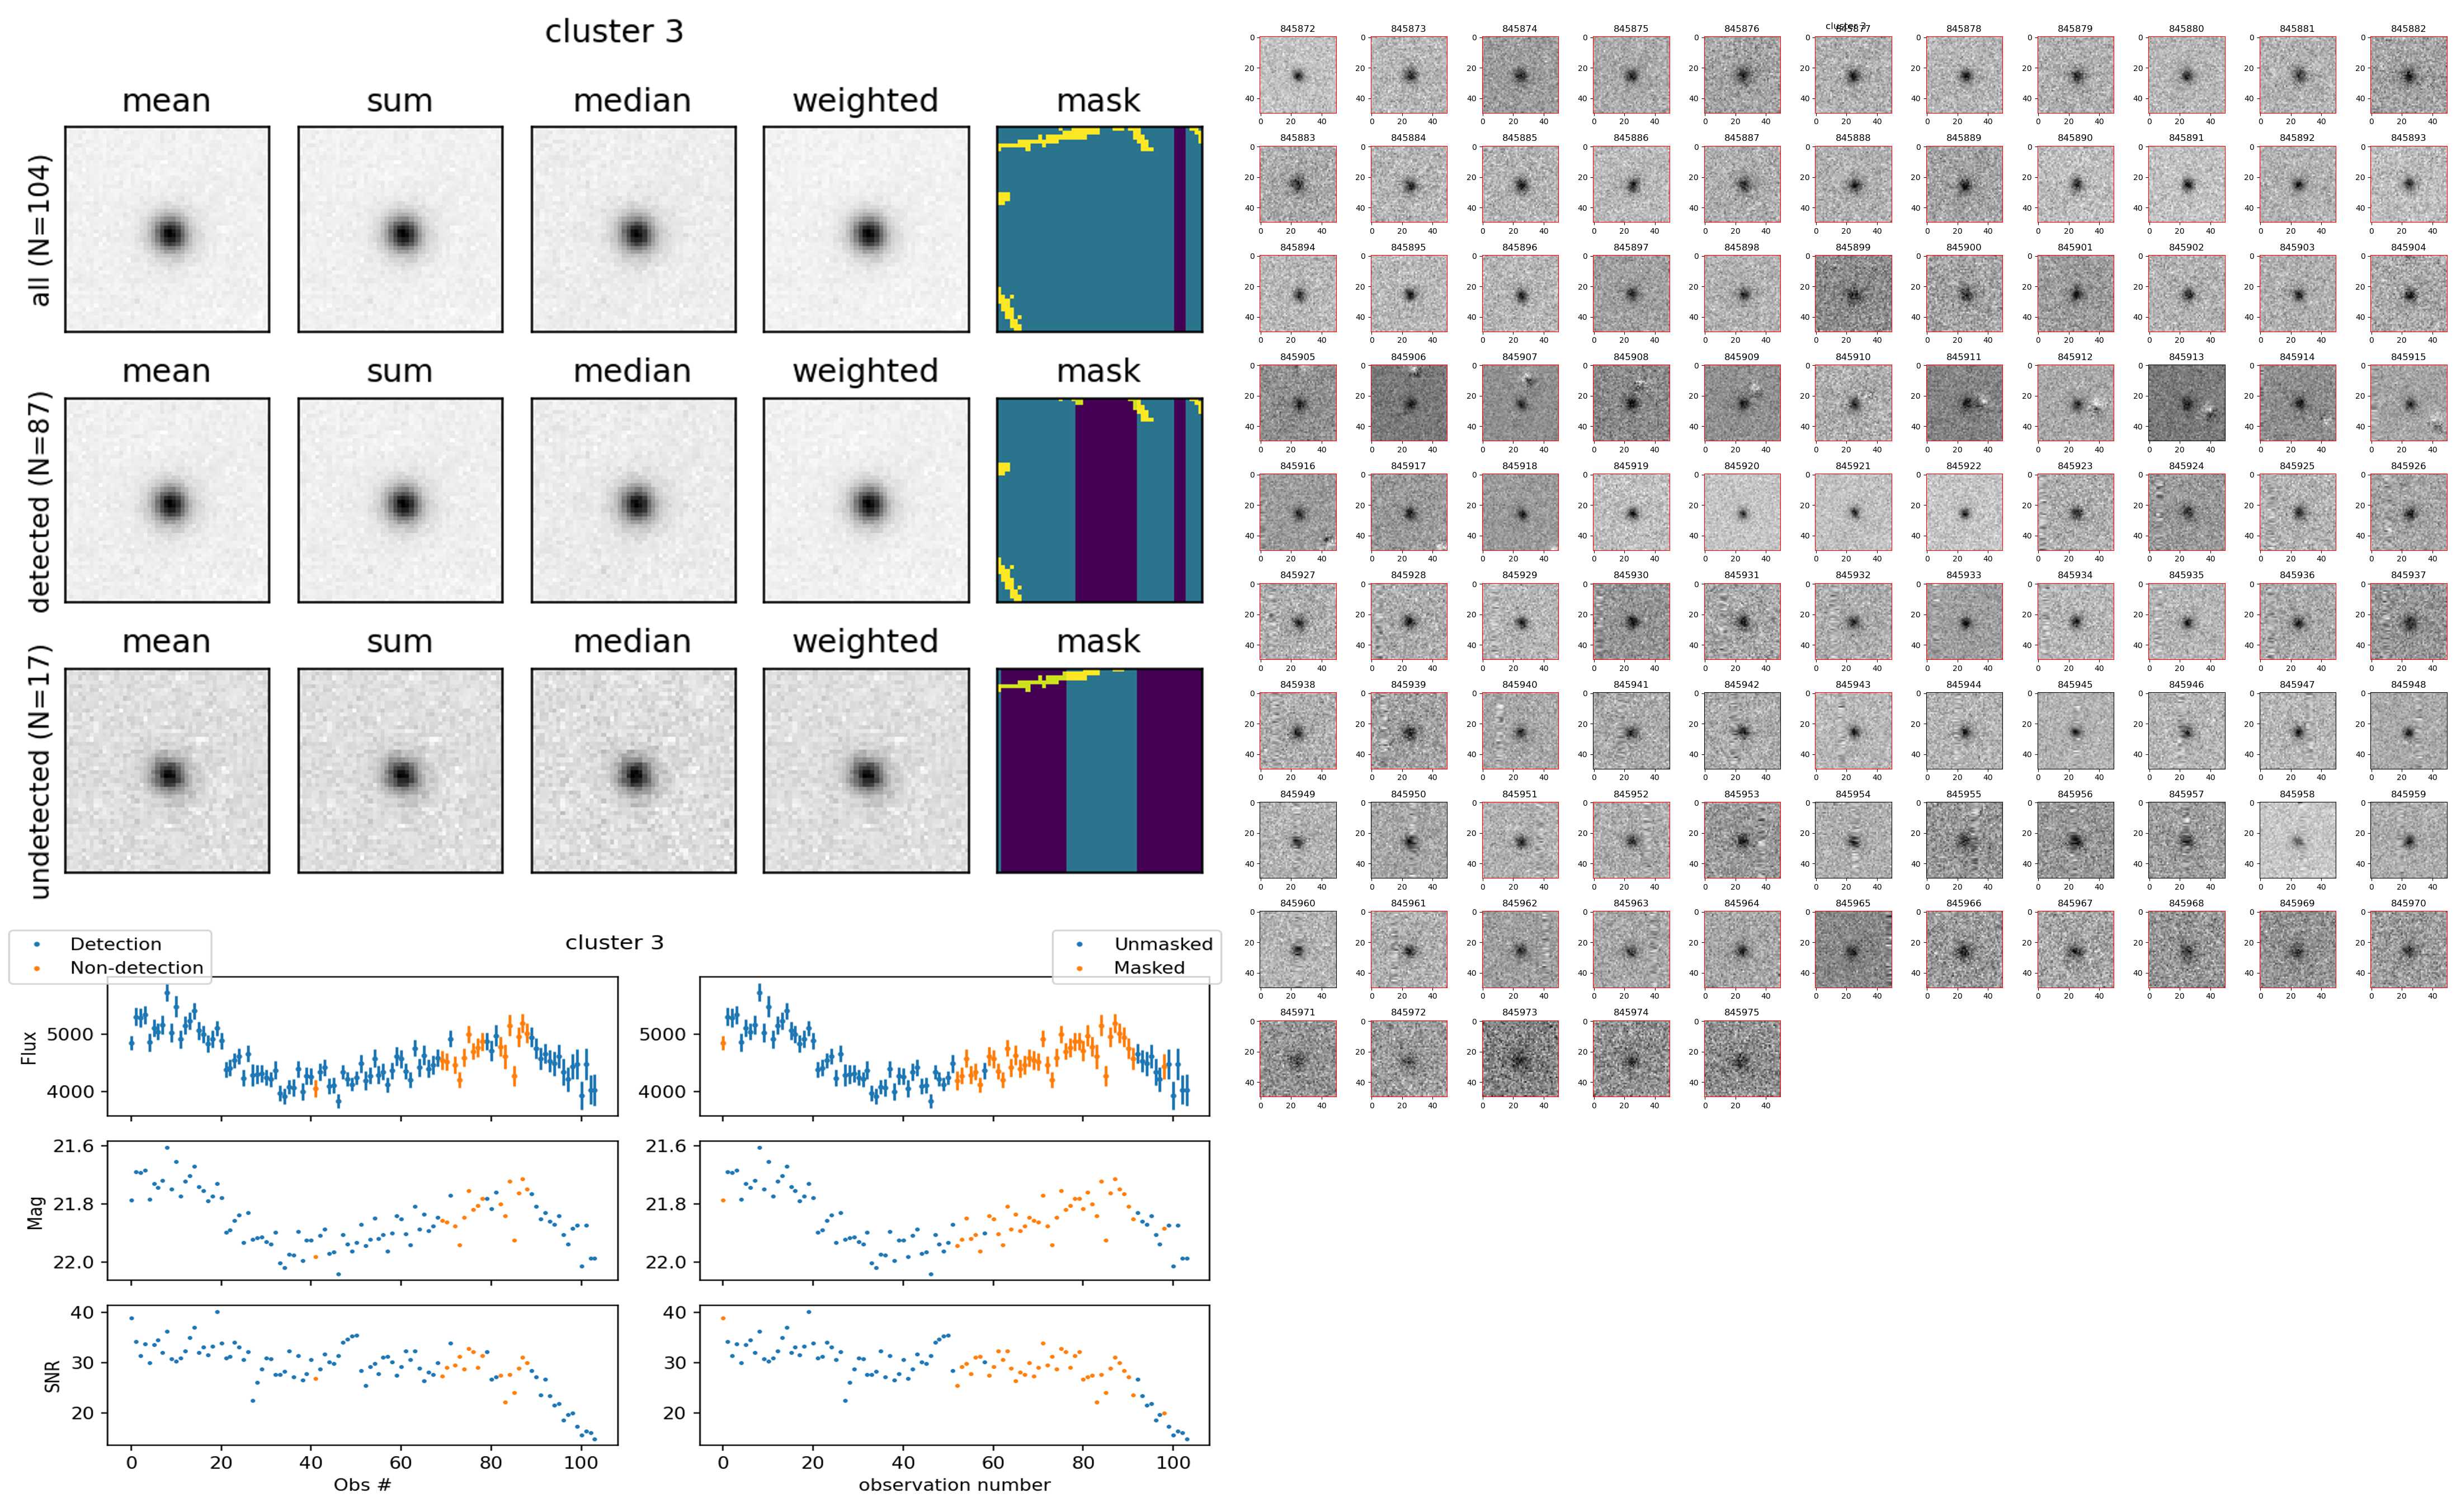 cluster 3
mean sum median weighted mask
all (N=104)
mean sum median weighted mask
detected (N=87)
mean sum median weighted mask
undetected (N=17)
Detection
Non-detection
cluster 3
Unmasked
Masked
Flux
5000
4000
5000
4000
Mag
21.6
21.8
22.0
21.6
21.8
22.0
SNR
40
30
20
40
30
20
0 20 40 60 80 100
Obs #
0 20 40 60 80 100
observation number
cluster 3
845872 845873 845874 845875 845876 845877 845878 845879 845880 845881 845882
845883 845884 845885 845886 845887 845888 845889 845890 845891 845892 845893
845894 845895 845896 845897 845898 845899 845900 845901 845902 845903 845904
845905 845906 845907 845908 845909 845910 845911 845912 845913 845914 845915
845916 845917 845918 845919 845920 845921 845922 845923 845924 845925 845926
845927 845928 845929 845930 845931 845932 845933 845934 845935 845936 845937
845938 845939 845940 845941 845942 845943 845944 845945 845946 845947 845948
845949 845950 845951 845952 845953 845954 845955 845956 845957 845958 845959
845960 845961 845962 845963 845964 845965 845966 845967 845968 845969 845970
845971 845972 845973 845974 845975